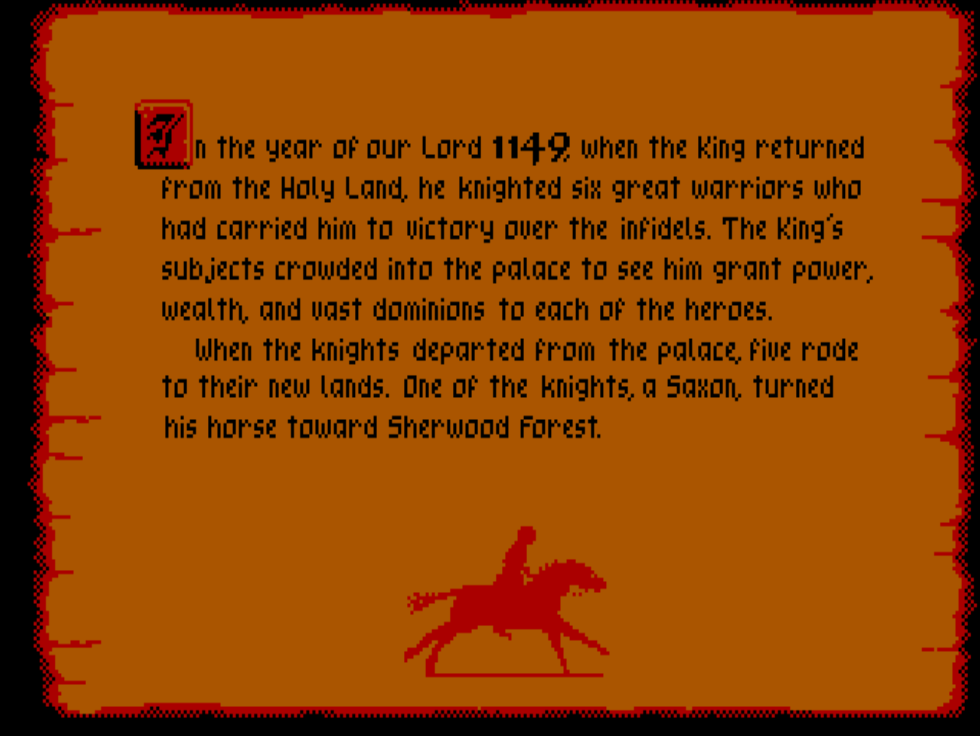 In the year of our Lord 1149, when the King returned
from the Holy Land, he knighted six great warriors who
had carried him to victory over the infidels. The King's
subjects crowded into the palace to see him grant power,
wealth, and vast dominions to each of the heroes.
When the knights departed from the palace, five rode
to their new lands. One of the knights, a Saxon, turned
his horse toward Sherwood Forest.